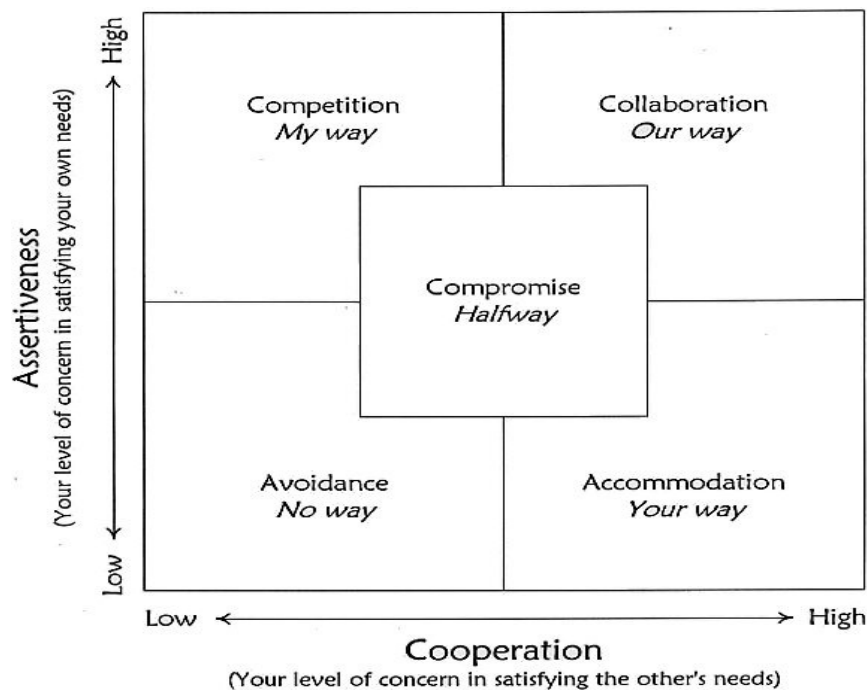 High
Competition
My way
Collaboration
Our way
Assertiveness
(Your level of concern in satisfying your own needs)
Compromise
Halfway
Avoidance
No way
Accommodation
Your way
Low
Low
High
Cooperation
(Your level of concern in satisfying the other's needs)